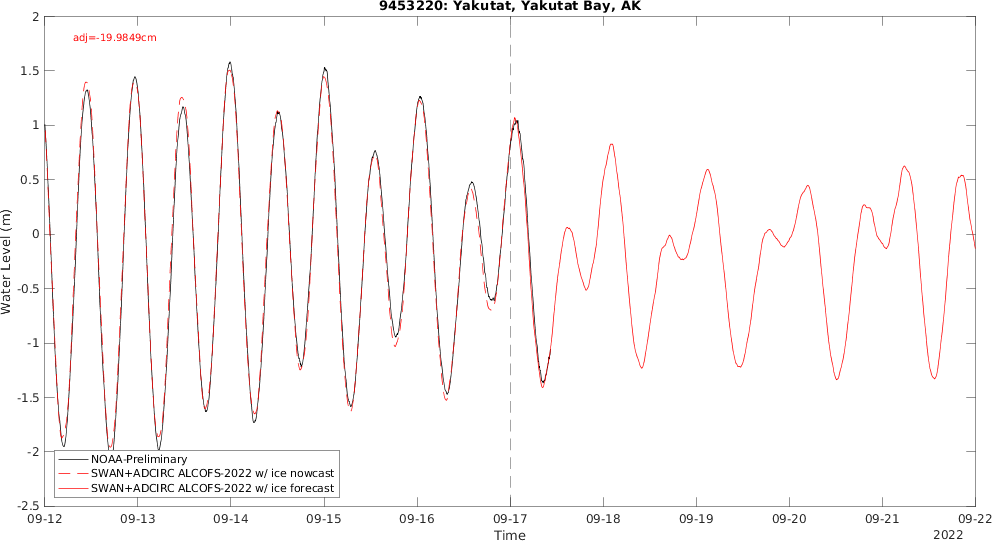 9453220: Yakutat, Yakutat Bay, AK
adj=-19.9849cm
2
1.5
1
0.5
0
-0.5
-1
-1.5
-2
-2.5
Water Level (m)
NOAA-Preliminary
SWAN+ADCIRC ALCOFS-2022 w/ ice nowcast
SWAN+ADCIRC ALCOFS-2022 w/ ice forecast
09-12 09-13 09-14 09-15 09-16 09-17 09-18 09-19 09-20 09-21 09-22
Time
2022